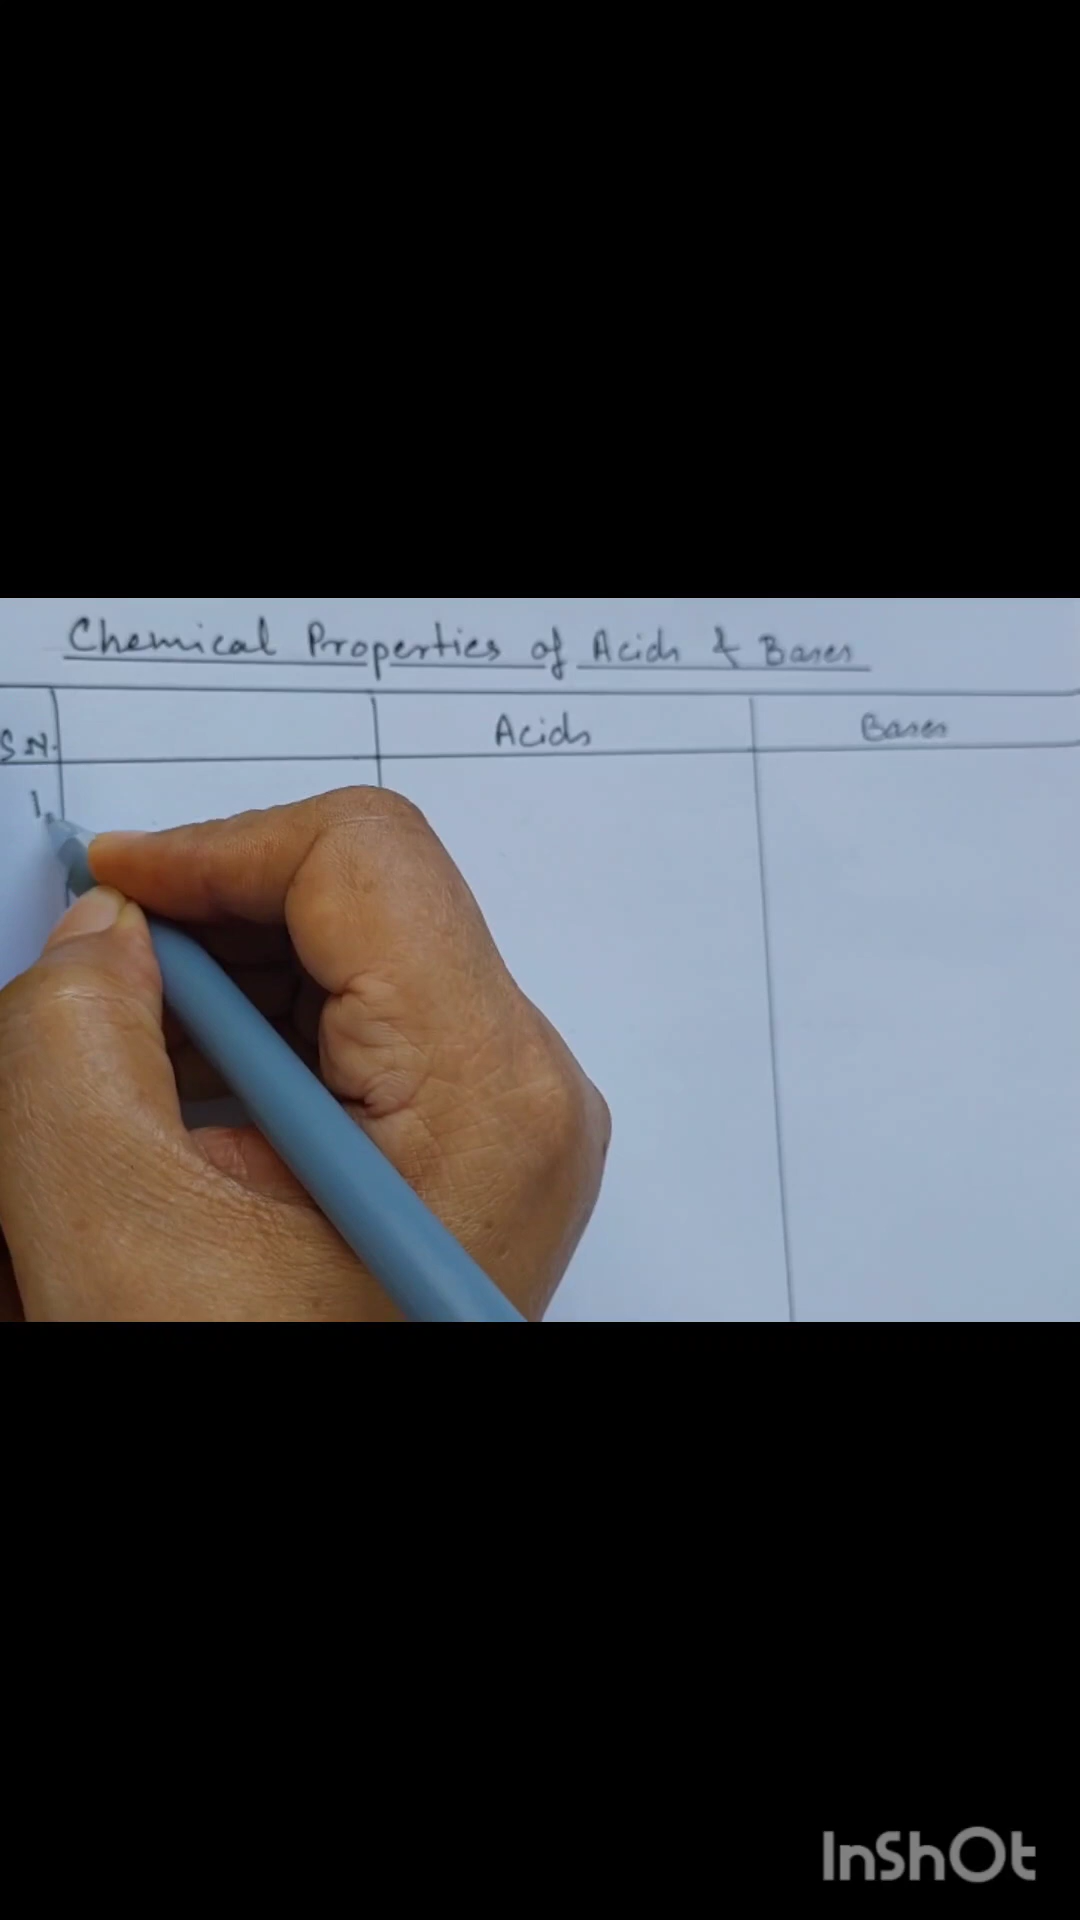 Chemical Properties of Acids & Bases
S.N. Acids Bases
1.
InShOt